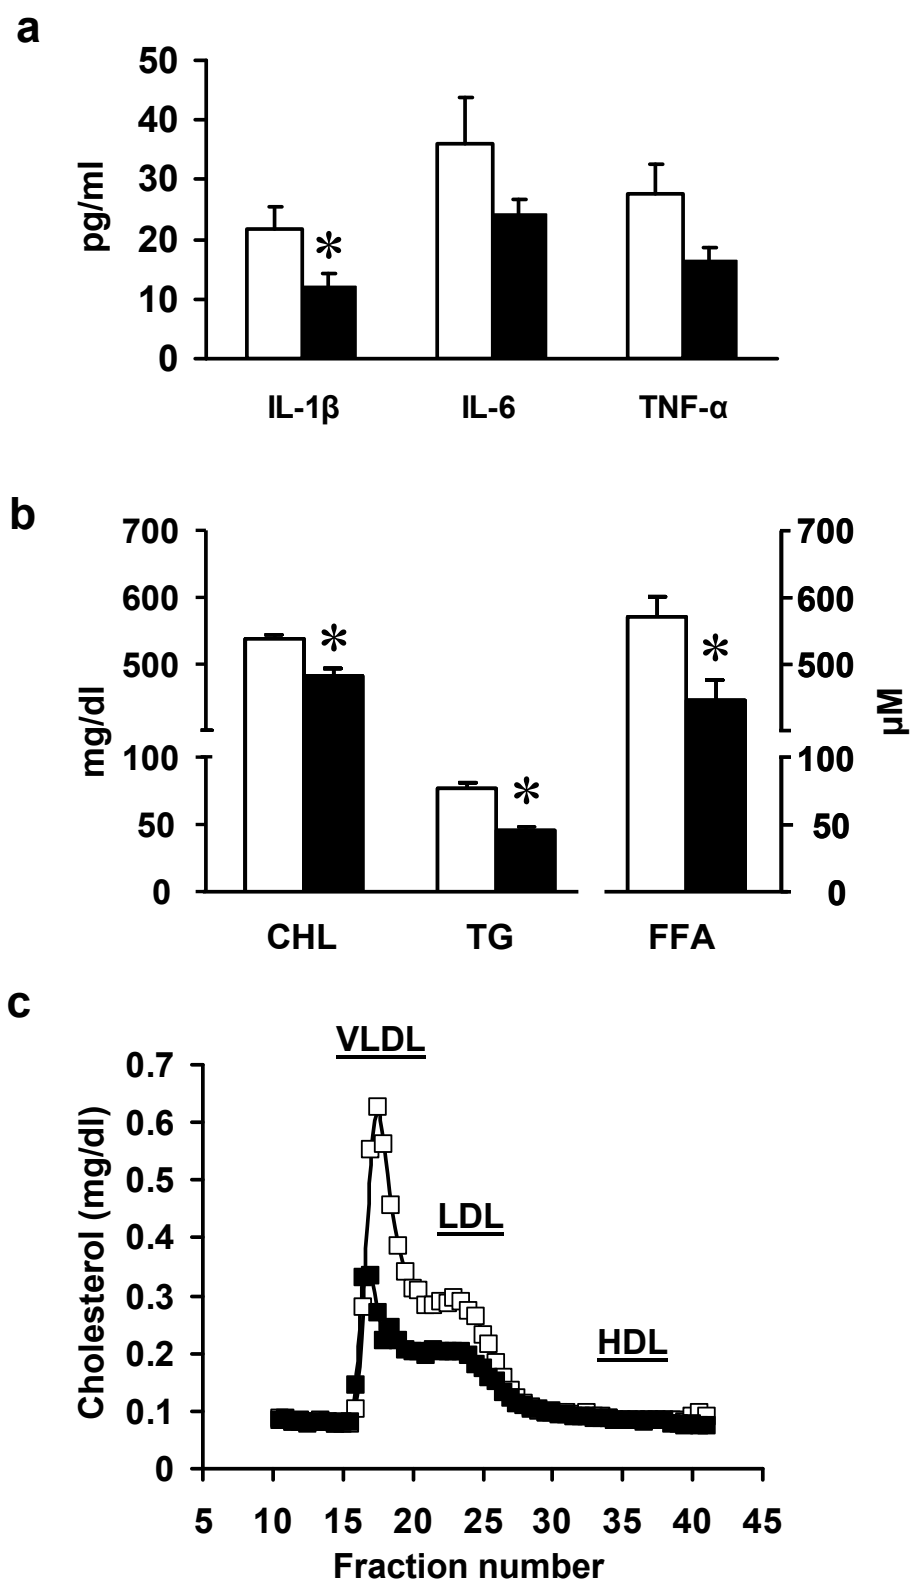 a
50
40
30
20
10
0
pg/ml
*
IL-1β
IL-6
TNF-α
b
700
600
500
100
50
0
mg/dl
700
600
500
100
50
0
µM
*
*
*
CHL
TG
FFA
c
VLDL
LDL
HDL
0.7
0.6
0.5
0.4
0.3
0.2
0.1
0
Cholesterol (mg/dl)
5 10 15 20 25 30 35 40 45
Fraction number